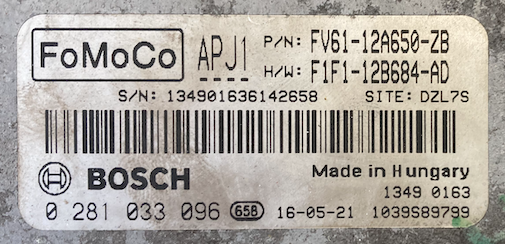 FoMoCo APJ1 P/N: FV61-12A650-ZB
H/W: F1F1-12B684-AD
S/N: 134901636142658 SITE: DZL7S
BOSCH Made in Hungary
1349 0163
0 281 033 096 65B 16-05-21 1039S89799